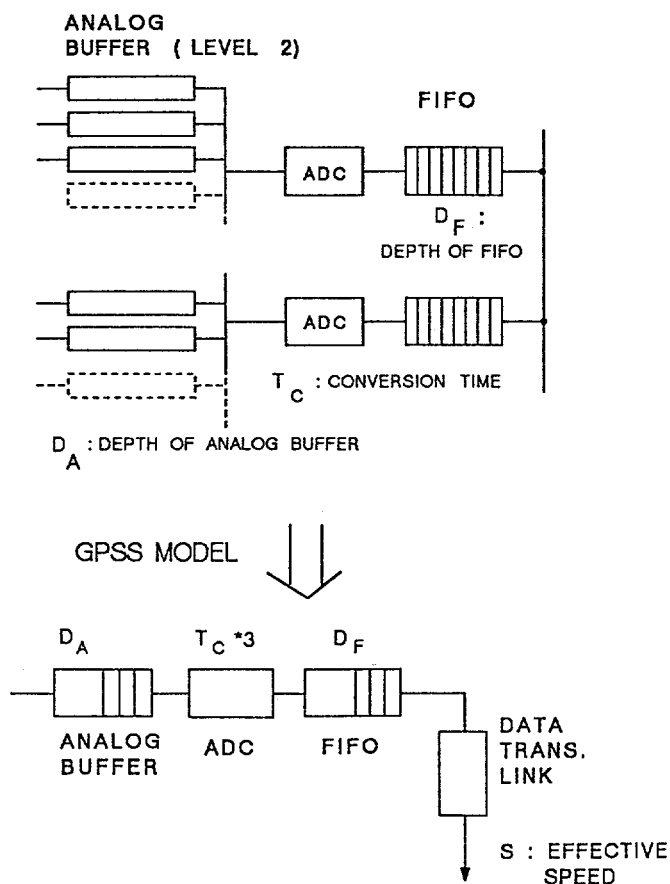 ANALOG
BUFFER ( LEVEL 2)
FIFO
ADC
D_F :
DEPTH OF FIFO
ADC
T_C : CONVERSION TIME
D_A : DEPTH OF ANALOG BUFFER
GPSS MODEL
D_A
T_C *3
D_F
ANALOG
BUFFER
ADC
FIFO
DATA
TRANS.
LINK
S : EFFECTIVE
SPEED